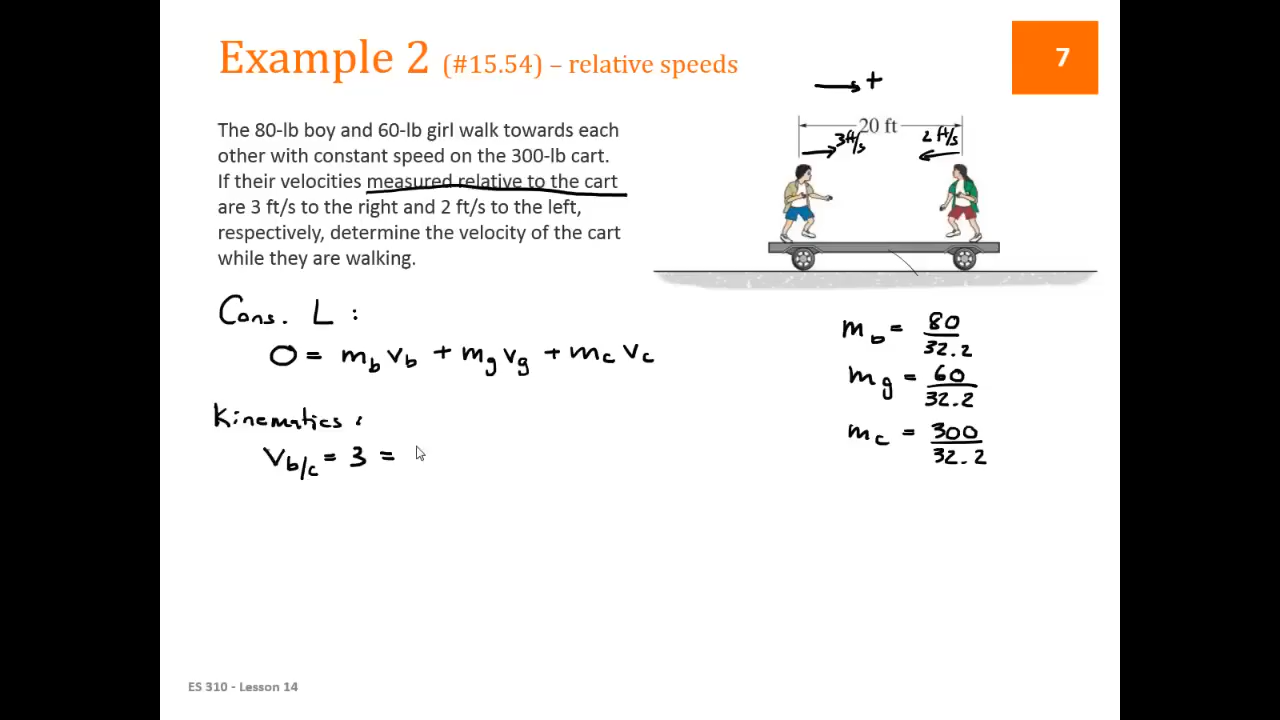 Example 2 (#15.54) – relative speeds
7
The 80-lb boy and 60-lb girl walk towards each
other with constant speed on the 300-lb cart.
If their velocities measured relative to the cart
are 3 ft/s to the right and 2 ft/s to the left,
respectively, determine the velocity of the cart
while they are walking.
+
20 ft
3 ft/s
2 ft/s
Cons. L :
0 = m_b v_b + m_g v_g + m_c v_c
Kinematics :
v_b/c = 3 =
m_b = 80/32.2
m_g = 60/32.2
m_c = 300/32.2
ES 310 - Lesson 14